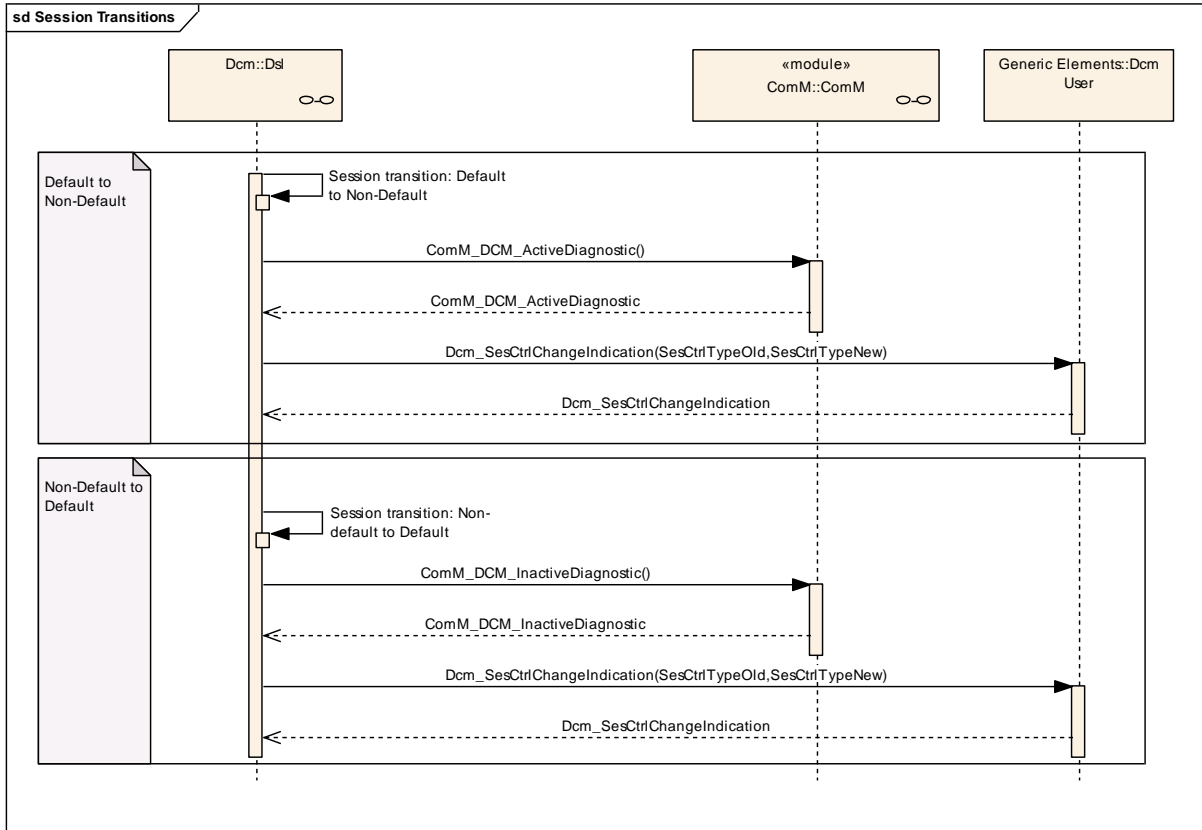 sd Session Transitions
Dcm::Dsl
«module»
ComM::ComM
Generic Elements::Dcm
User
Default to
Non-Default
Session transition: Default
to Non-Default
ComM_DCM_ActiveDiagnostic()
ComM_DCM_ActiveDiagnostic
Dcm_SesCtrlChangeIndication(SesCtrlTypeOld,SesCtrlTypeNew)
Dcm_SesCtrlChangeIndication
Non-Default to
Default
Session transition: Non-
default to Default
ComM_DCM_InactiveDiagnostic()
ComM_DCM_InactiveDiagnostic
Dcm_SesCtrlChangeIndication(SesCtrlTypeOld,SesCtrlTypeNew)
Dcm_SesCtrlChangeIndication